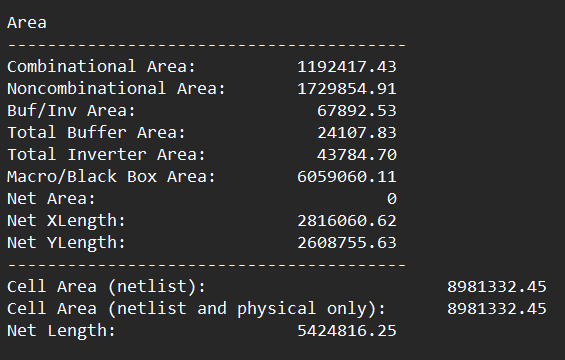 Area
----------------------------------------
Combinational Area: 1192417.43
Noncombinational Area: 1729854.91
Buf/Inv Area: 67892.53
Total Buffer Area: 24107.83
Total Inverter Area: 43784.70
Macro/Black Box Area: 6059060.11
Net Area: 0
Net XLength: 2816060.62
Net YLength: 2608755.63
----------------------------------------
Cell Area (netlist): 8981332.45
Cell Area (netlist and physical only): 8981332.45
Net Length: 5424816.25